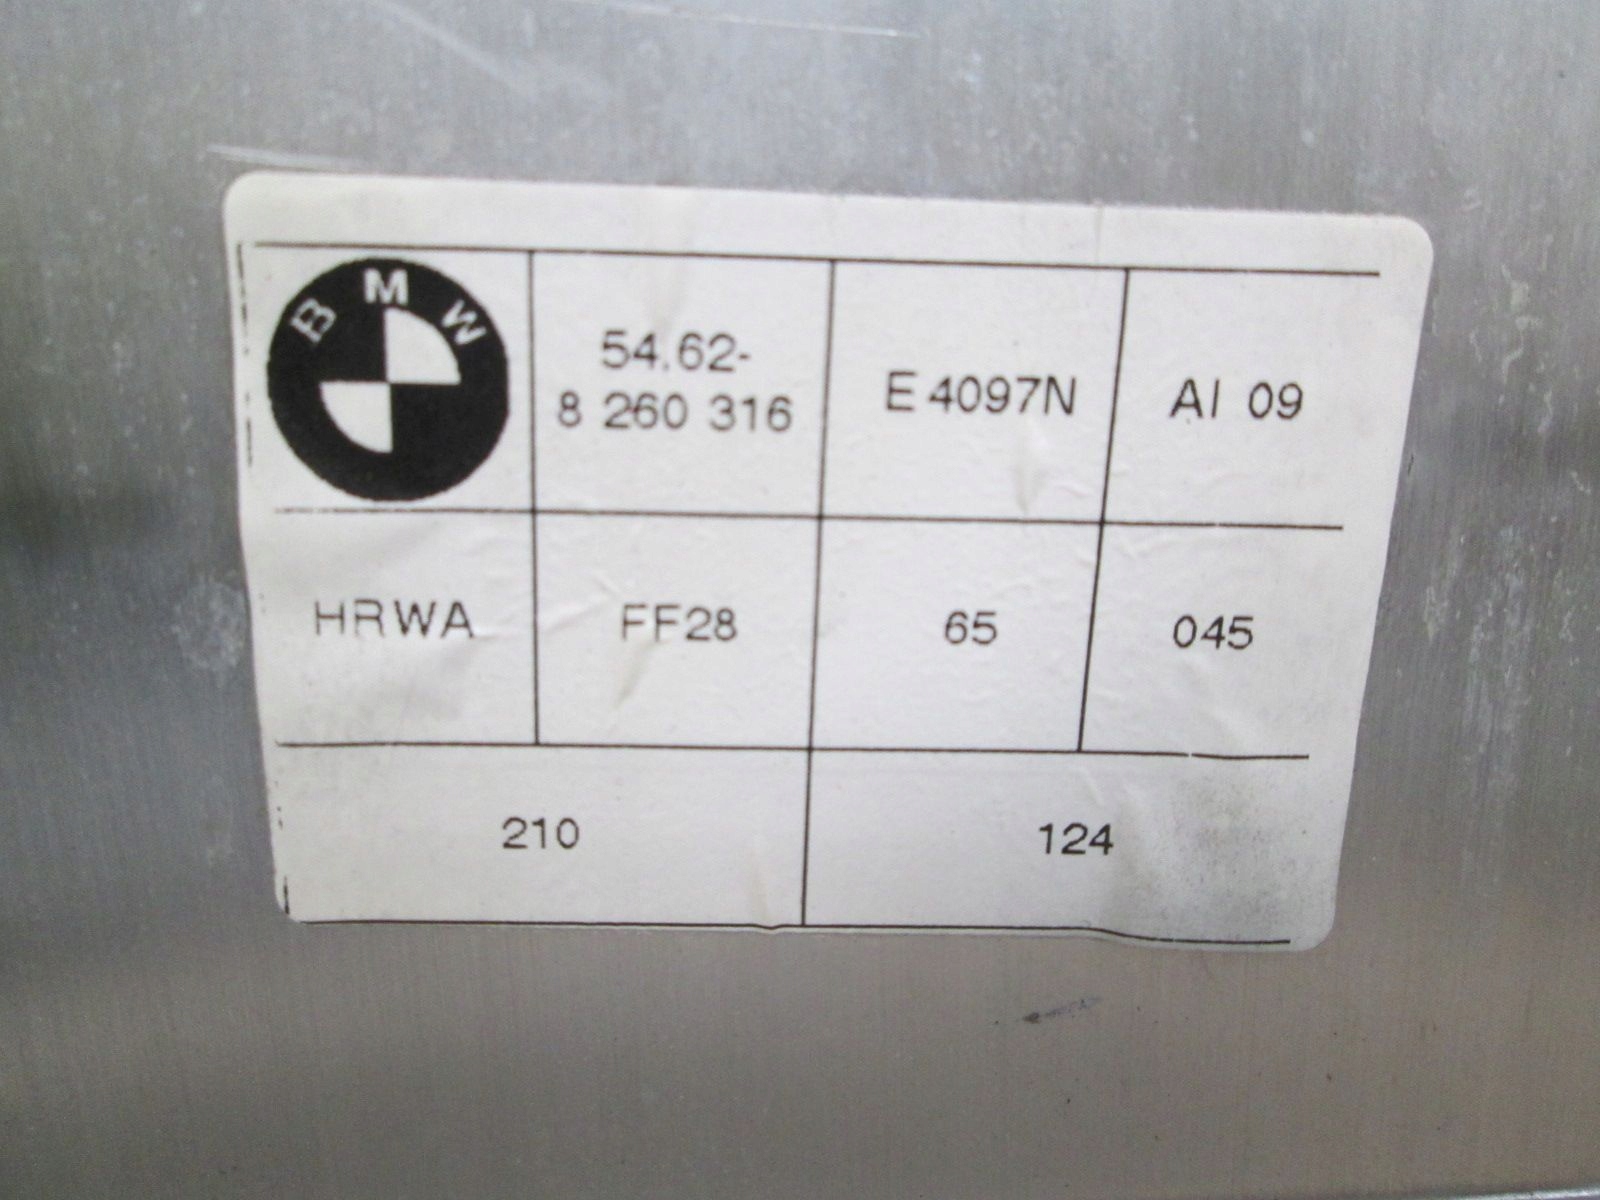 BMW
54.62-
8 260 316
E 4097N
AI 09
HRWA
FF28
65
045
210
124